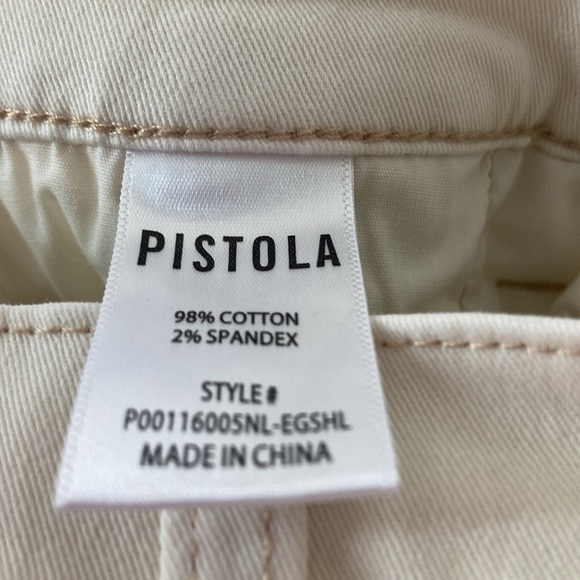 PISTOLA
98% COTTON
2% SPANDEX
STYLE#
P00116005NL-EGSHL
MADE IN CHINA